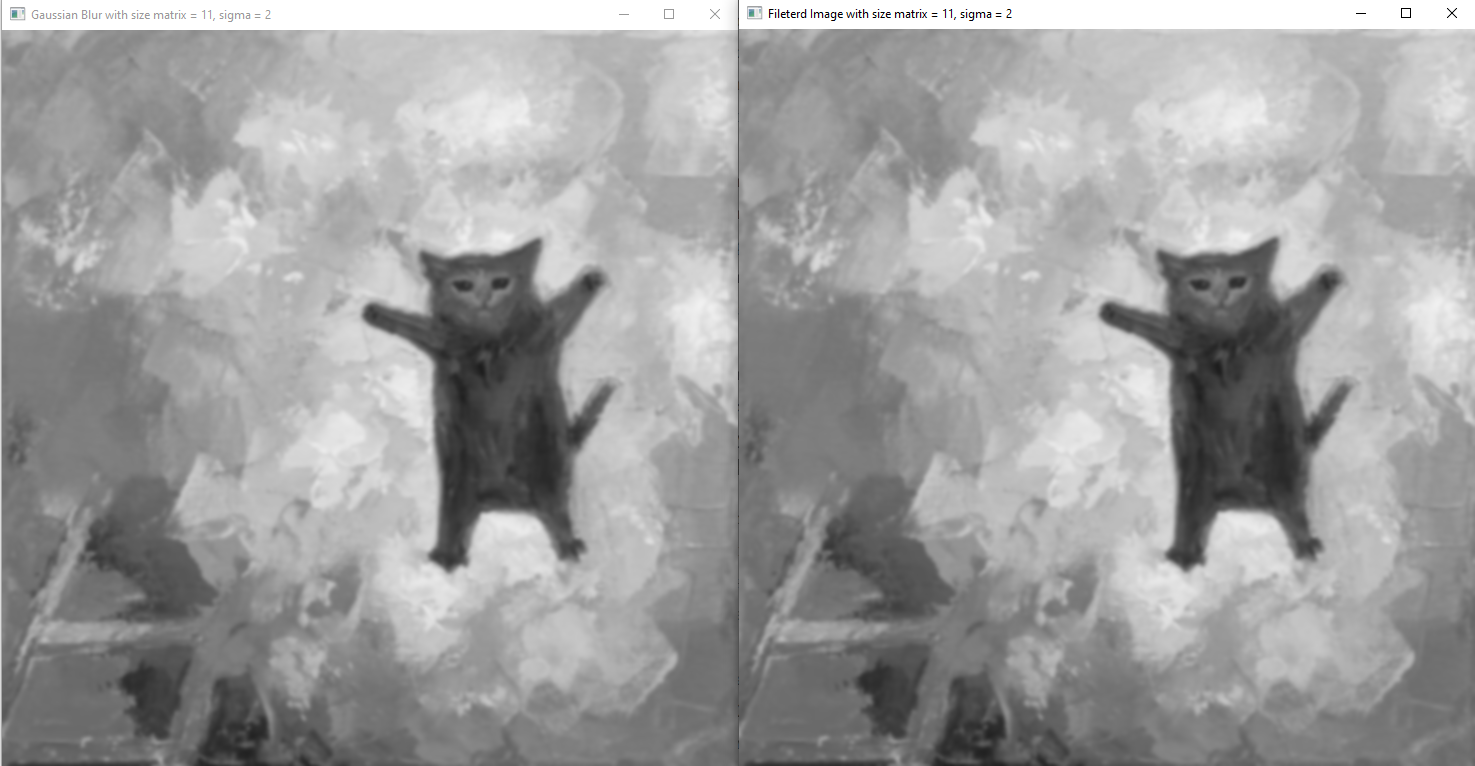 Gaussian Blur with size matrix = 11, sigma = 2
Fileterd Image with size matrix = 11, sigma = 2